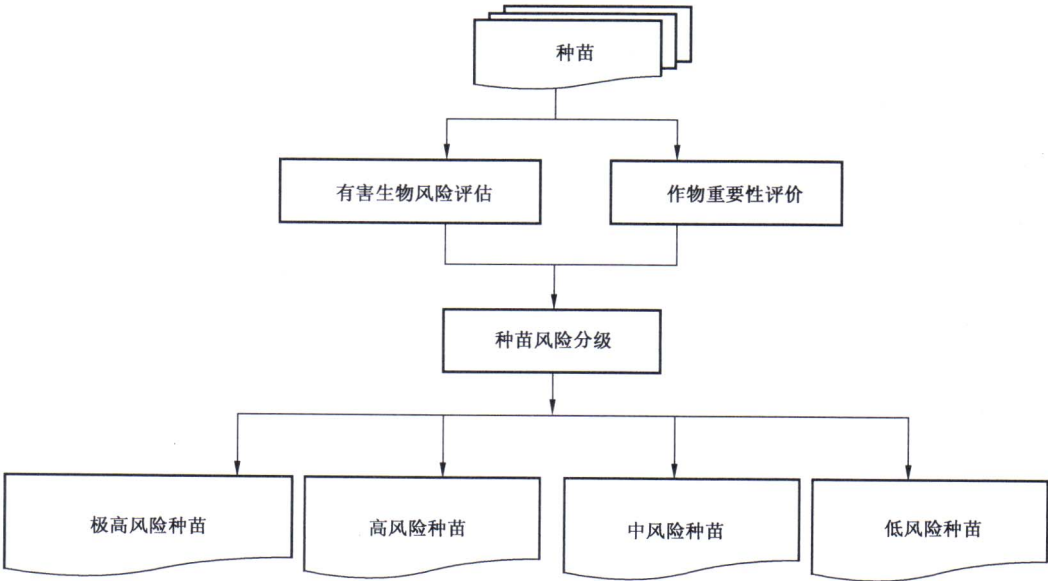 种苗
有害生物风险评估
作物重要性评价
种苗风险分级
极高风险种苗
高风险种苗
中风险种苗
低风险种苗